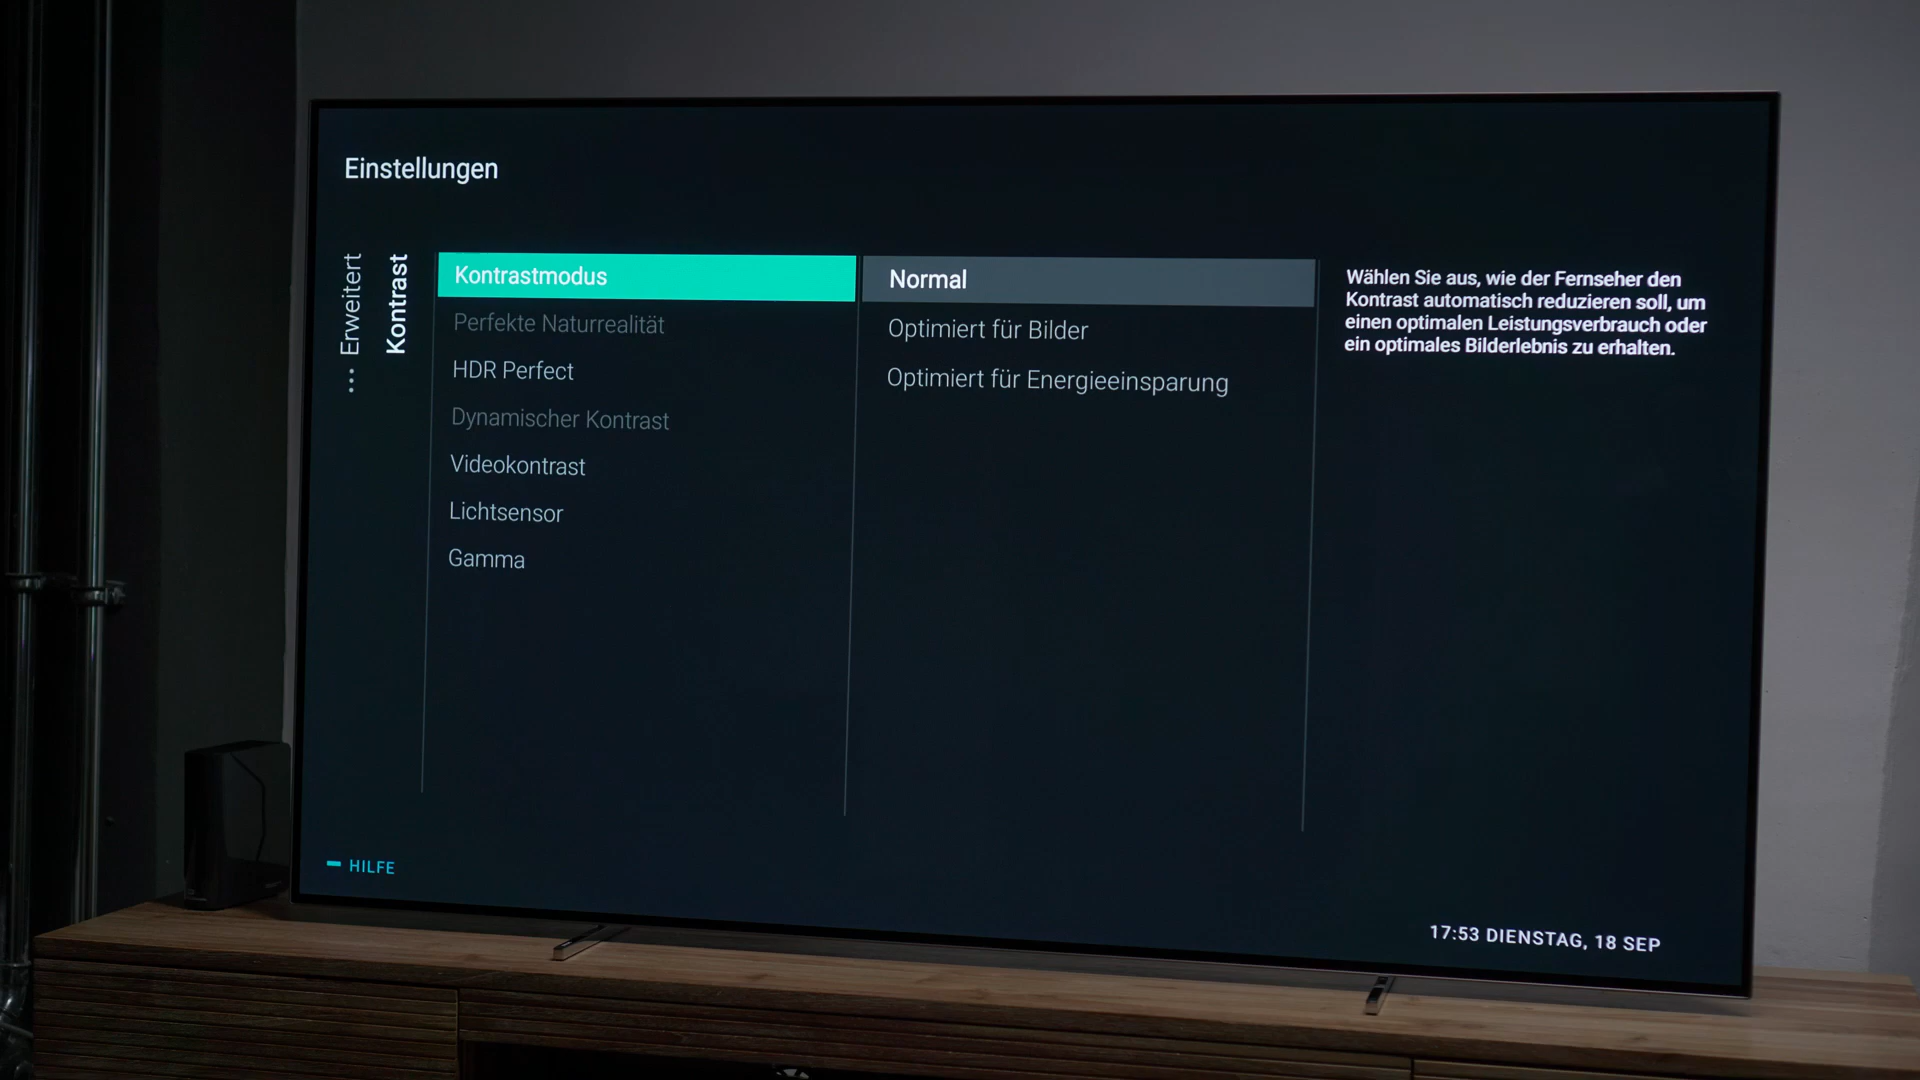 Einstellungen
Erweitert
Kontrast
Kontrastmodus
Perfekte Naturrealität
HDR Perfect
Dynamischer Kontrast
Videokontrast
Lichtsensor
Gamma
Normal
Optimiert für Bilder
Optimiert für Energieeinsparung
Wählen Sie aus, wie der Fernseher den
Kontrast automatisch reduzieren soll, um
einen optimalen Leistungsverbrauch oder
ein optimales Bilderlebnis zu erhalten.
HILFE
17:53 DIENSTAG, 18 SEP